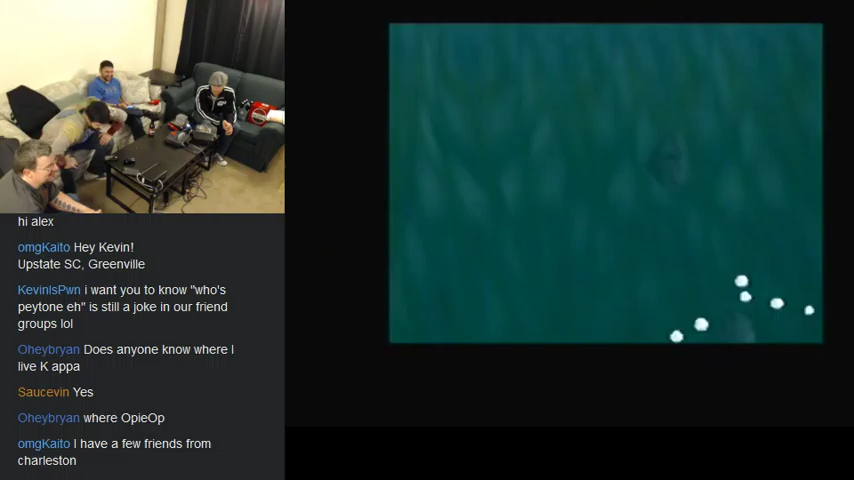 hi alex
omgKaito Hey Kevin!
Upstate SC, Greenville
KevinIsPwn i want you to know "who's
peytone eh" is still a joke in our friend
groups lol
Oheybryan Does anyone know where I
live K appa
Saucevin Yes
Oheybryan where OpieOp
omgKaito I have a few friends from
charleston